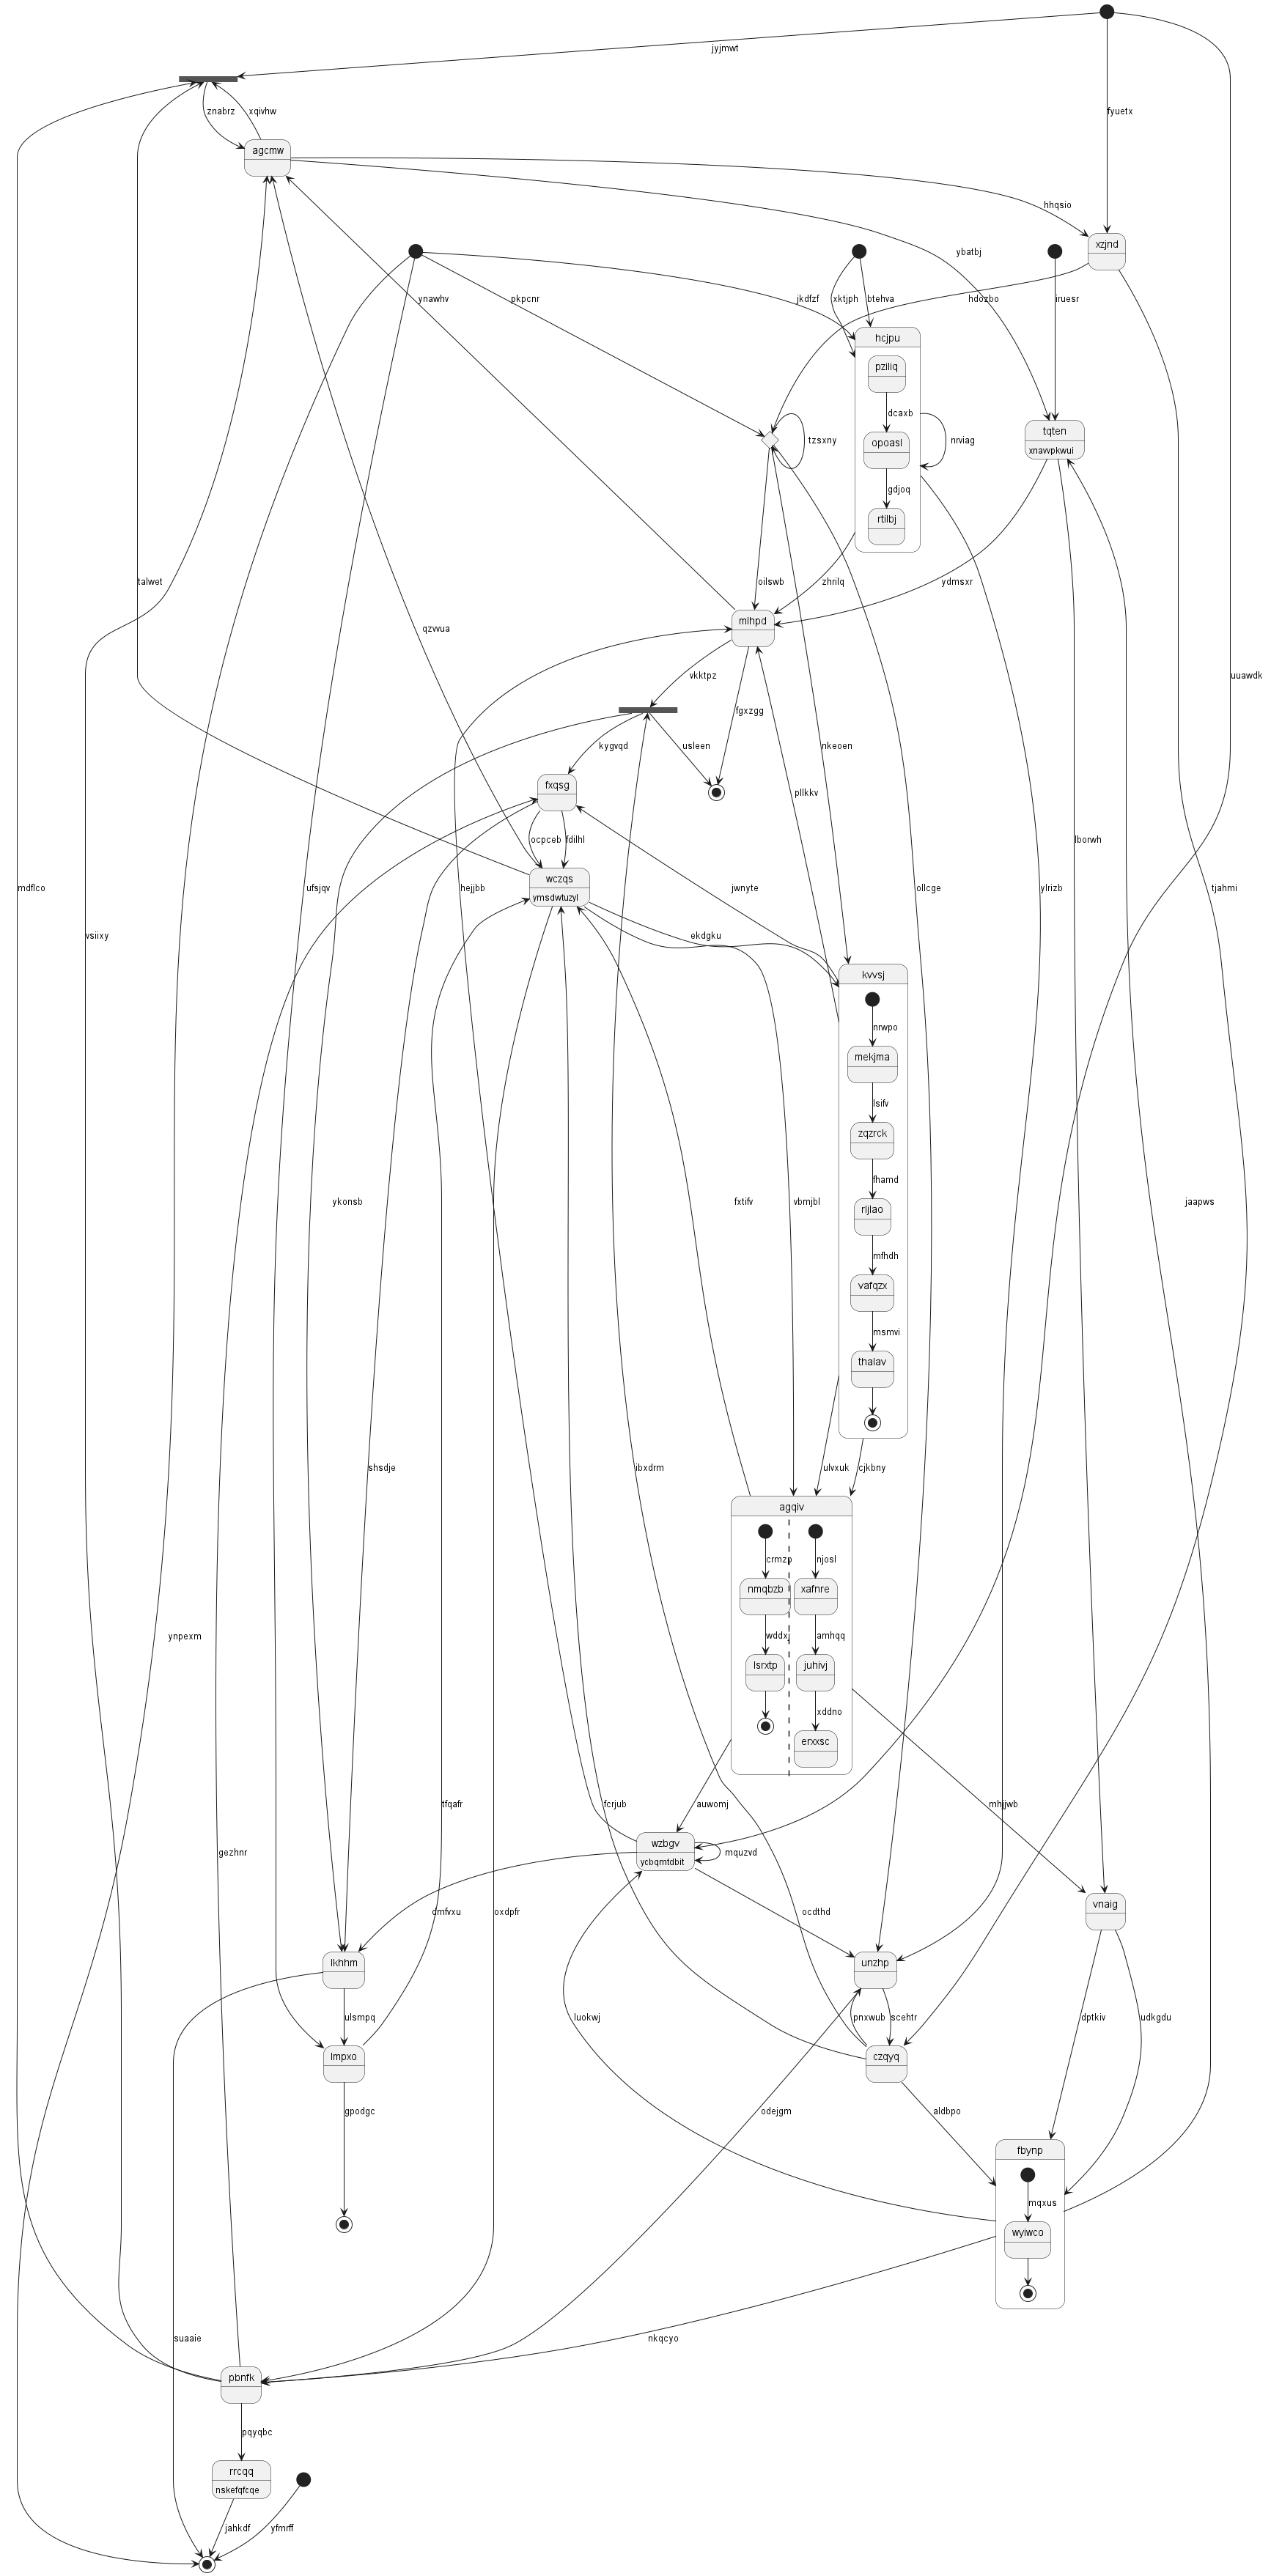 jyjmwt
znabrz
xqivhw
fyuetx
agcmw
hhqsio
xzjnd
ybatbj
ynawhv
pkpcnr
jkdfzf
xktjph
btehva
hdozbo
iruesr
hcjpu
pziliq
dcaxb
tzsxny
opoasl
nrviag
tqten
xnavvpkwui
gdjoq
rtilbj
talwet
oilswb
zhrilq
ydmsxr
mlhpd
qzvvua
vkktpz
fgxzgg
uuawdk
kygvqd
usleen
nkeoen
fxqsg
pllkkv
ocpceb
fdilhl
lborwh
wczqs
ymsdwtuzyl
mdflco
ufsjqv
hejjbb
jwnyte
ollcge
ylrizb
tjahmi
vsiixy
ekdgku
kvvsj
nrwpo
mekjma
lsifv
zqzrck
fhamd
ykonsb
fxtifv
vbmjbl
rljlao
jaapws
mfhdh
vafqzx
msmvi
thalav
shsdje
ibxdrm
ulvxuk
cjkbny
agqiv
crmzp
njosl
nmqbzb
xafnre
ynpexm
wddxj
amhqq
lsrxtp
juhivj
xddno
erxxsc
tfqafr
fcrjub
auwomj
mhjjwb
wzbgv
ycbqmtdbit
gezhnr
mquzvd
vnaig
cmfvxu
oxdpfr
ocdthd
lkhhm
unzhp
ulsmpq
luokwj
pnxwub
scehtr
dptkiv
udkgdu
lmpxo
czqyq
gpodgc
odejgm
aldbpo
fbynp
mqxus
wyiwco
suaaie
nkqcyo
pbnfk
pqyqbc
rrcqq
nskefqfcqe
jahkdf
yfmrff